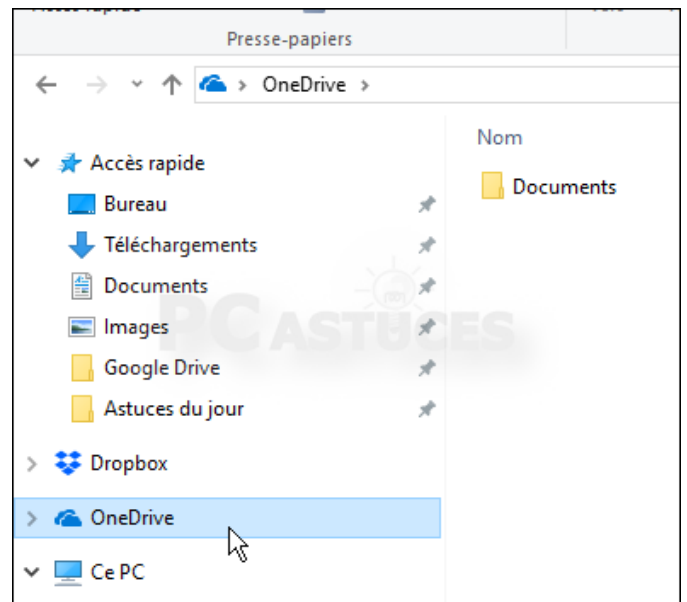 Presse-papiers
OneDrive
Nom
Accès rapide
Documents
Bureau
Téléchargements
Documents
Images
PC ASTUCES
Google Drive
Astuces du jour
Dropbox
OneDrive
Ce PC